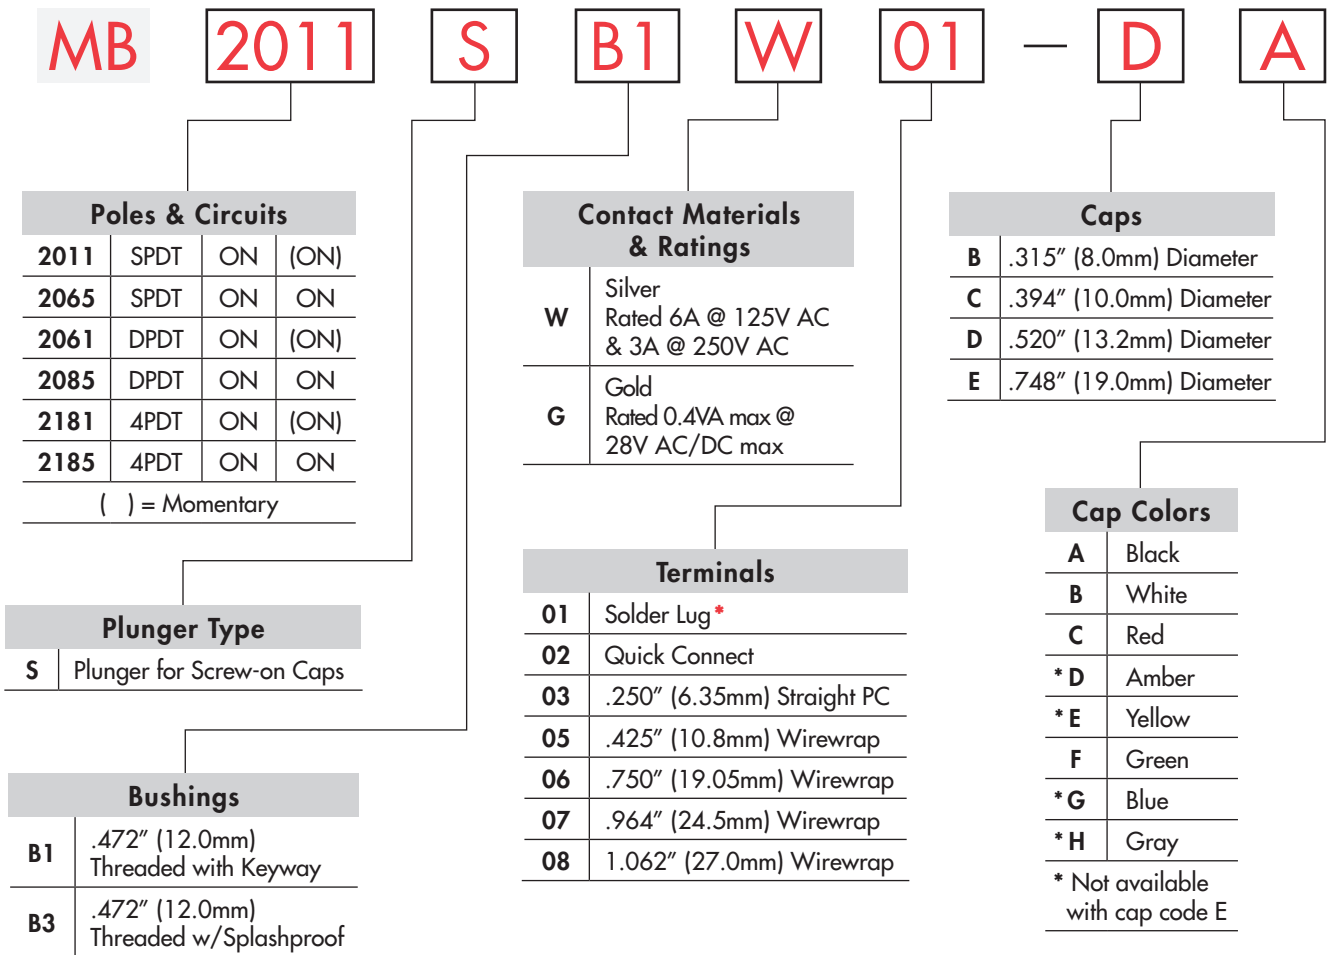 MB 2011 S B1 W 01 — D A
Poles & Circuits
2011 SPDT ON (ON)
2065 SPDT ON ON
2061 DPDT ON (ON)
2085 DPDT ON ON
2181 4PDT ON (ON)
2185 4PDT ON ON
( ) = Momentary
Plunger Type
S Plunger for Screw-on Caps
Bushings
B1 .472" (12.0mm)
Threaded with Keyway
B3 .472" (12.0mm)
Threaded w/Splashproof
Contact Materials
& Ratings
W Silver
Rated 6A @ 125V AC
& 3A @ 250V AC
G Gold
Rated 0.4VA max @
28V AC/DC max
Terminals
01 Solder Lug*
02 Quick Connect
03 .250" (6.35mm) Straight PC
05 .425" (10.8mm) Wirewrap
06 .750" (19.05mm) Wirewrap
07 .964" (24.5mm) Wirewrap
08 1.062" (27.0mm) Wirewrap
Caps
B .315" (8.0mm) Diameter
C .394" (10.0mm) Diameter
D .520" (13.2mm) Diameter
E .748" (19.0mm) Diameter
Cap Colors
A Black
B White
C Red
* D Amber
* E Yellow
F Green
* G Blue
* H Gray
* Not available
with cap code E